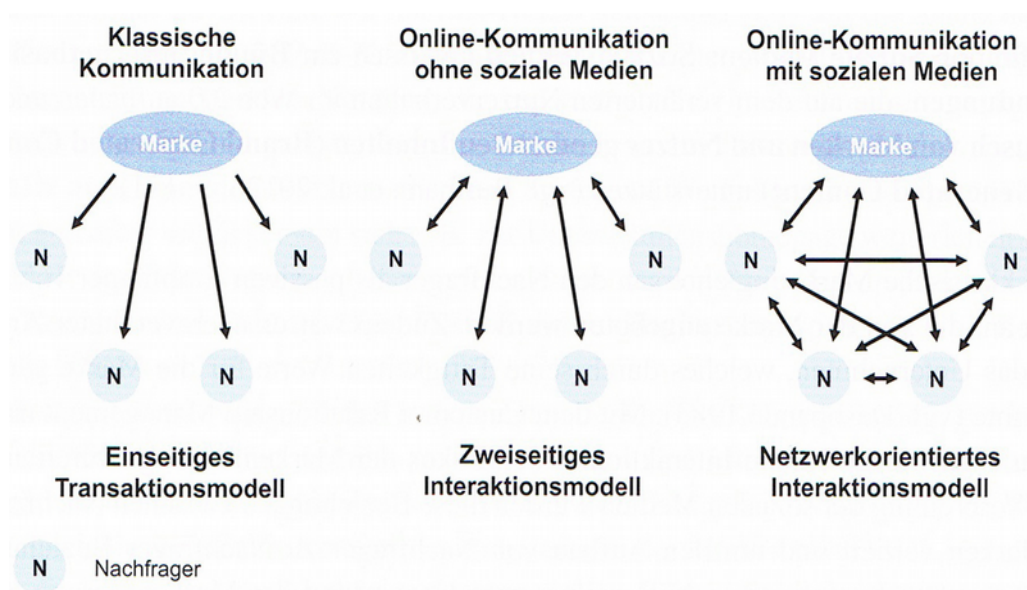 Klassische
Kommunikation
Online-Kommunikation
ohne soziale Medien
Online-Kommunikation
mit sozialen Medien
Marke
Marke
Marke
N
N
N
N
N
N
N
N
N
N
N
N
Einseitiges
Transaktionsmodell
Zweiseitiges
Interaktionsmodell
Netzwerkorientiertes
Interaktionsmodell
N Nachfrager